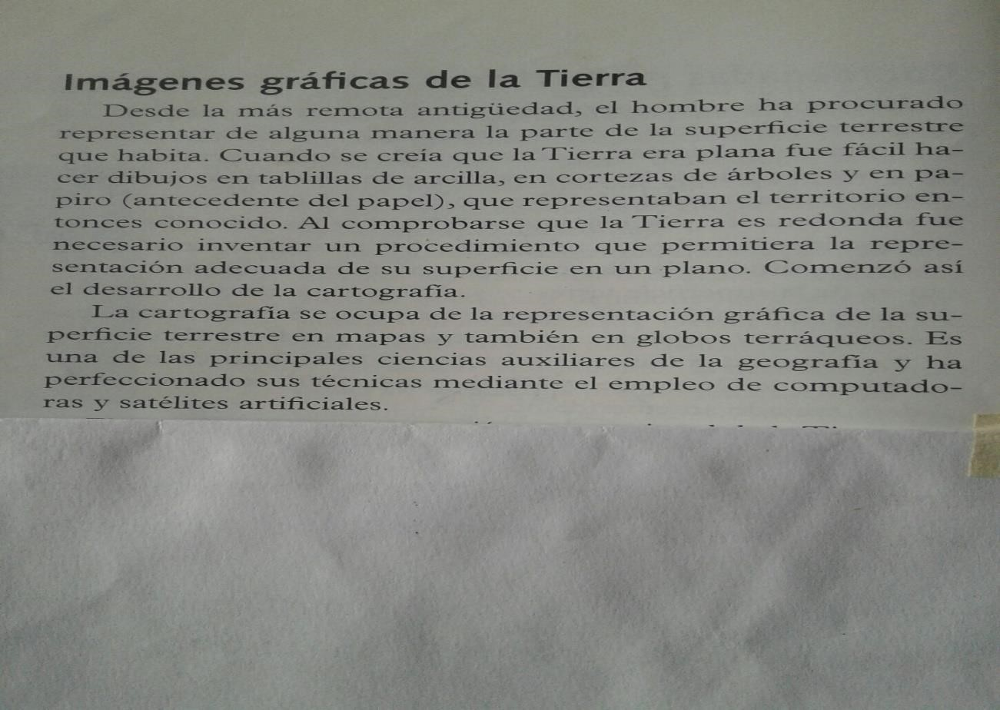 Imágenes gráficas de la Tierra
Desde la más remota antigüedad, el hombre ha procurado
representar de alguna manera la parte de la superficie terrestre
que habita. Cuando se creía que la Tierra era plana fue fácil ha-
cer dibujos en tablillas de arcilla, en cortezas de árboles y en pa-
piro (antecedente del papel), que representaban el territorio en-
tonces conocido. Al comprobarse que la Tierra es redonda fue
necesario inventar un procedimiento que permitiera la repre-
sentación adecuada de su superficie en un plano. Comenzó así
el desarrollo de la cartografía.
La cartografía se ocupa de la representación gráfica de la su-
perficie terrestre en mapas y también en globos terráqueos. Es
una de las principales ciencias auxiliares de la geografía y ha
perfeccionado sus técnicas mediante el empleo de computado-
ras y satélites artificiales.